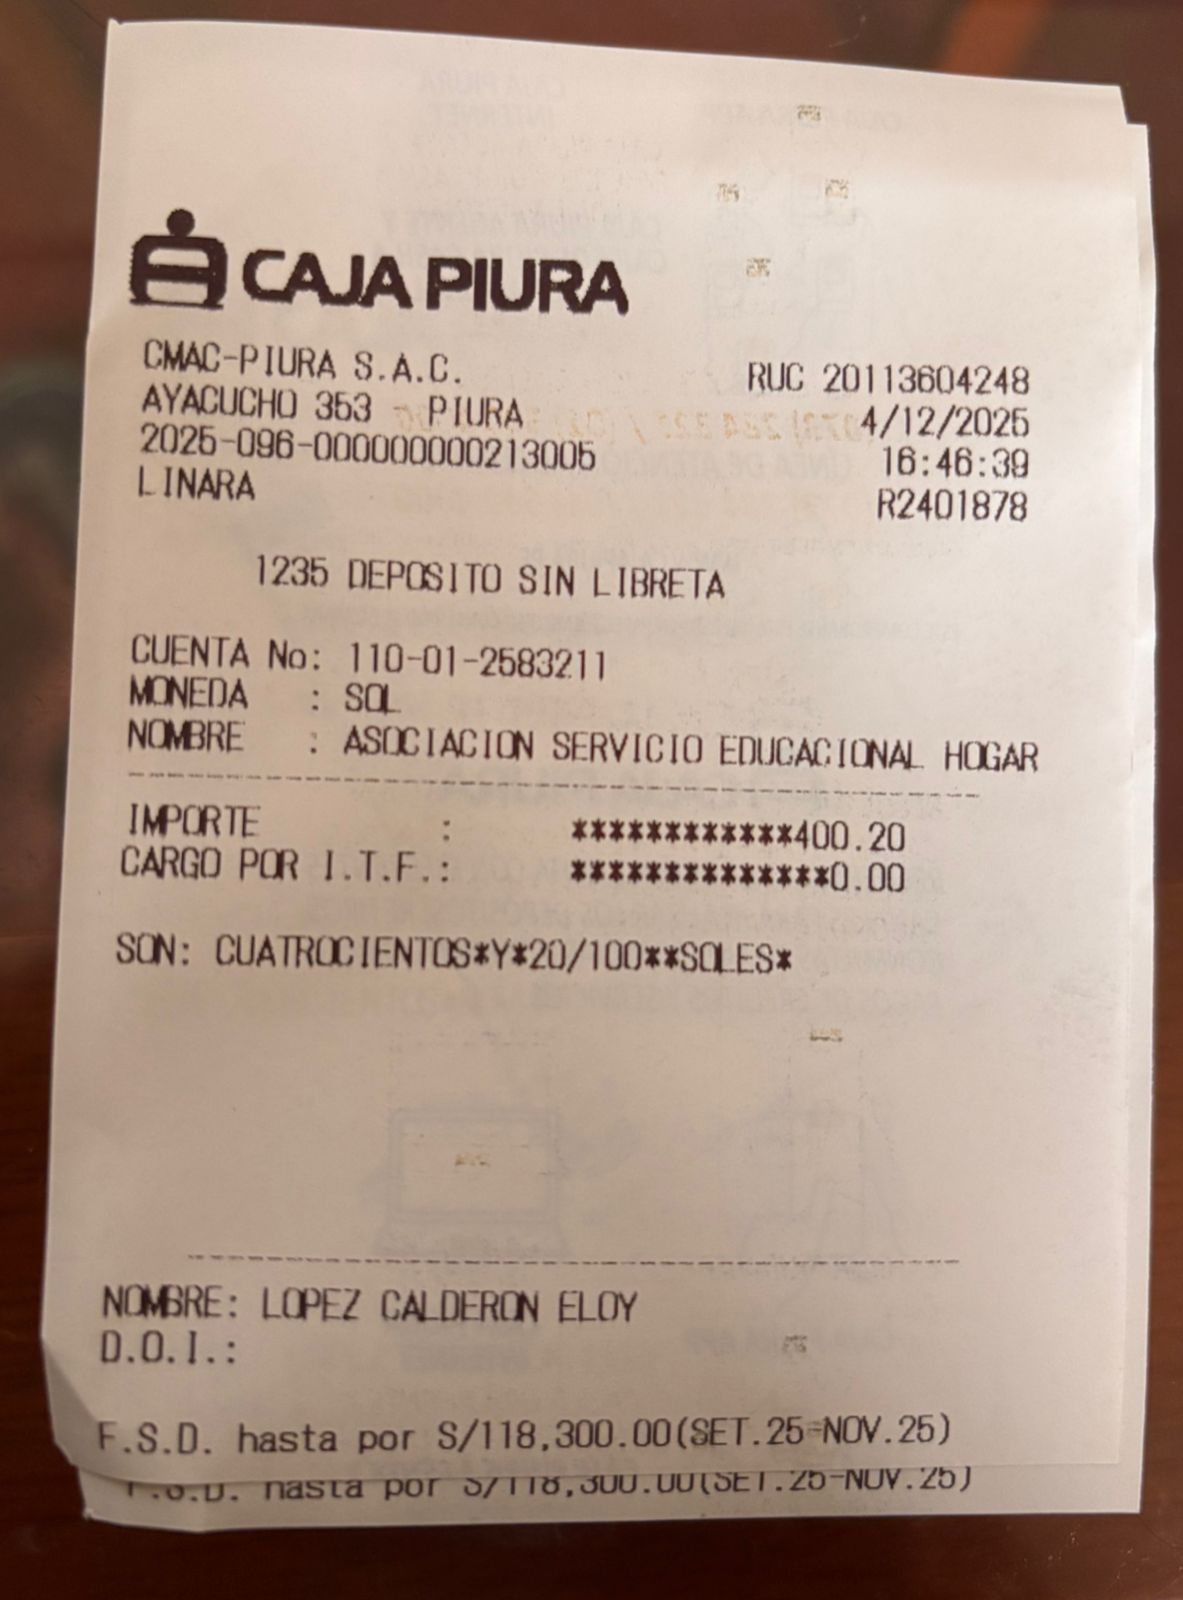 CAJA PIURA
CMAC-PIURA S.A.C. RUC 20113604248
AYACUCHO 353 PIURA 4/12/2025
2025-096-000000000213005 16:46:39
LINARA R2401878
1235 DEPOSITO SIN LIBRETA
CUENTA No: 110-01-2583211
MONEDA : SOL
NOMBRE : ASOCIACION SERVICIO EDUCACIONAL HOGAR
IMPORTE : ************400.20
CARGO POR I.T.F.: **************0.00
SON: CUATROCIENTOS*Y*20/100**SOLES*
NOMBRE: LOPEZ CALDERON ELOY
D.O.I.:
F.S.D. hasta por S/118,300.00(SET.25-NOV.25)
F.S.D. hasta por S/118,300.00(SET.25-NOV.25)